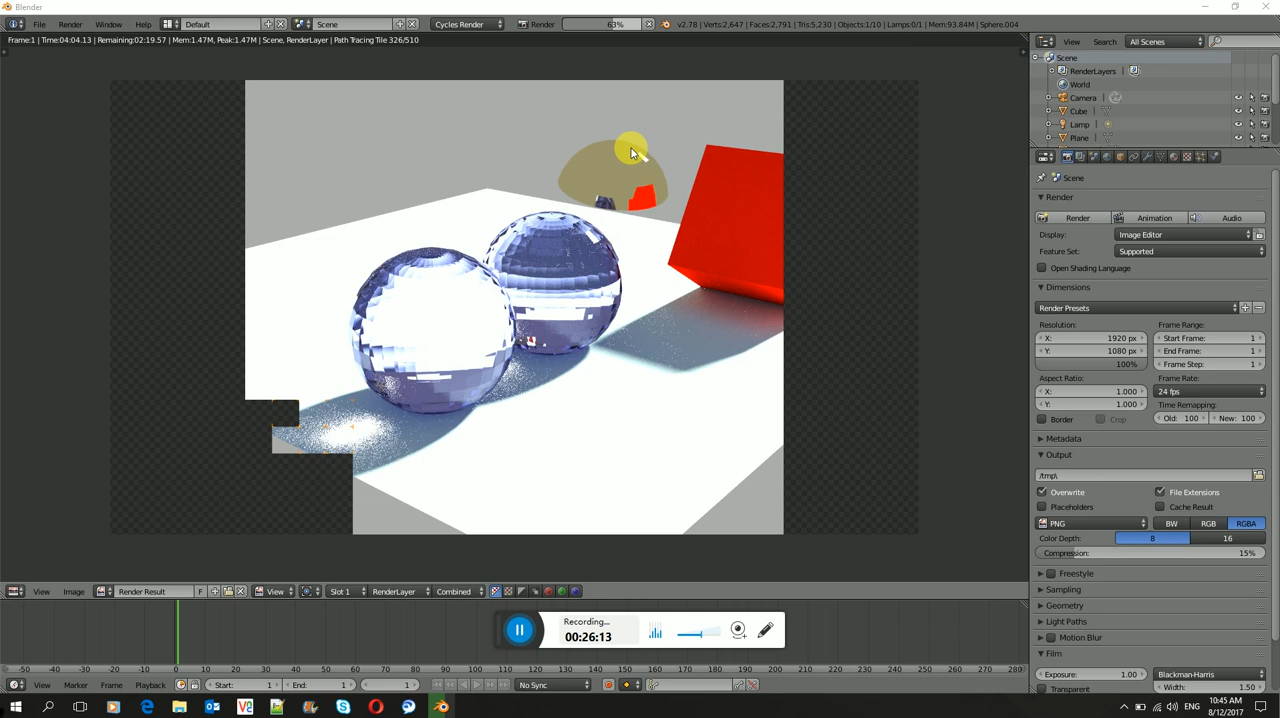 Blender
File Render Window Help Default Scene Cycles Render Render 63% v2.78 | Verts:2,647 | Faces:2,791 | Tris:5,230 | Objects:1/10 | Lamps:0/1 | Mem:93.84M | Sphere.004
Frame:1 | Time:04:04.13 | Remaining:02:19.57 | Mem:1.47M, Peak:1.47M | Scene, RenderLayer | Path Tracing Tile 326/510
View Search All Scenes
Scene
RenderLayers
World
Camera
Cube
Lamp
Plane
Scene
Render
Render Animation Audio
Display: Image Editor
Feature Set: Supported
Open Shading Language
Dimensions
Render Presets
Resolution: Frame Range:
X: 1920 px Start Frame: 1
Y: 1080 px End Frame: 1
100% Frame Step: 1
Aspect Ratio: Frame Rate:
X: 1.000 24 fps
Y: 1.000 Time Remapping:
Border Crop Old: 100 New: 100
Metadata
Output
/tmp\
Overwrite File Extensions
Placeholders Cache Result
PNG BW RGB RGBA
Color Depth: 8 16
Compression: 15%
Freestyle
Sampling
Geometry
Light Paths
Motion Blur
Film
Exposure: 1.00 Blackman-Harris
Transparent Width: 1.50
View Image Render Result F View Slot 1 RenderLayer Combined
Recording...
00:26:13
-50 -40 -30 -20 -10 0 10 20 30 40 50 60 70 80 90 100 110 120 130 140 150 160 170 180 190 200 210 220 230 240 250 260 270 280
View Marker Frame Playback Start: 1 End: 1 1 No Sync
ENG 10:45 AM
8/12/2017